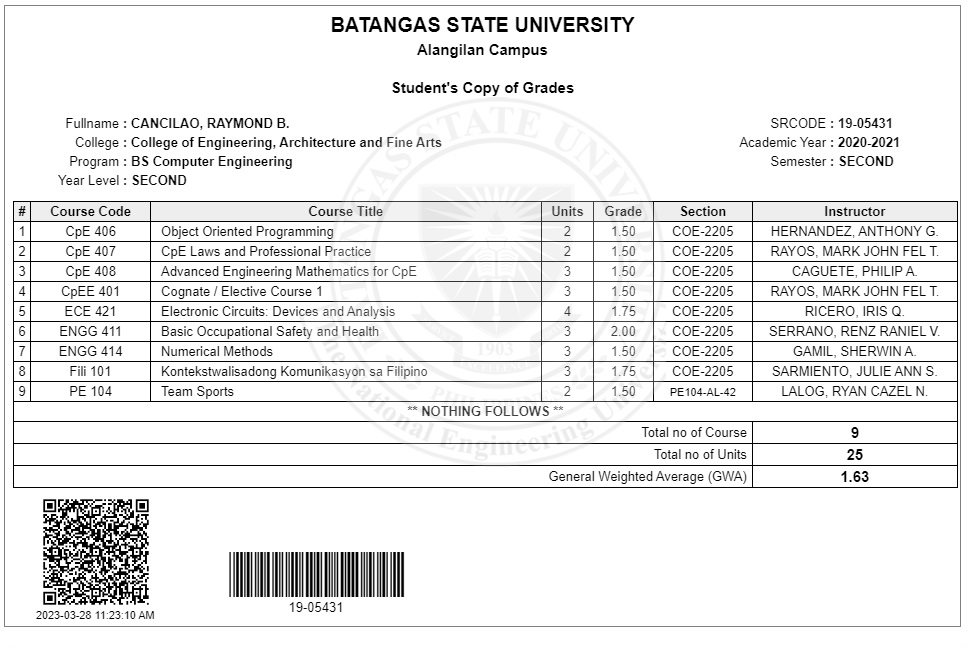 BATANGAS STATE UNIVERSITY
Alangilan Campus
Student's Copy of Grades
Fullname : CANCILAO, RAYMOND B. SRCODE : 19-05431
College : College of Engineering, Architecture and Fine Arts Academic Year : 2020-2021
Program : BS Computer Engineering Semester : SECOND
Year Level : SECOND
# Course Code Course Title Units Grade Section Instructor
1 CpE 406 Object Oriented Programming 2 1.50 COE-2205 HERNANDEZ, ANTHONY G.
2 CpE 407 CpE Laws and Professional Practice 2 1.50 COE-2205 RAYOS, MARK JOHN FEL T.
3 CpE 408 Advanced Engineering Mathematics for CpE 3 1.50 COE-2205 CAGUETE, PHILIP A.
4 CpEE 401 Cognate / Elective Course 1 3 1.50 COE-2205 RAYOS, MARK JOHN FEL T.
5 ECE 421 Electronic Circuits: Devices and Analysis 4 1.75 COE-2205 RICERO, IRIS Q.
6 ENGG 411 Basic Occupational Safety and Health 3 2.00 COE-2205 SERRANO, RENZ RANIEL V.
7 ENGG 414 Numerical Methods 3 1.50 COE-2205 GAMIL, SHERWIN A.
8 Fili 101 Kontekstwalisadong Komunikasyon sa Filipino 3 1.75 COE-2205 SARMIENTO, JULIE ANN S.
9 PE 104 Team Sports 2 1.50 PE104-AL-42 LALOG, RYAN CAZEL N.
** NOTHING FOLLOWS **
Total no of Course 9
Total no of Units 25
General Weighted Average (GWA) 1.63
BATANGAS STATE UNIVERSITY
1903
PHILIPPINES
The National Engineering University
2023-03-28 11:23:10 AM
19-05431